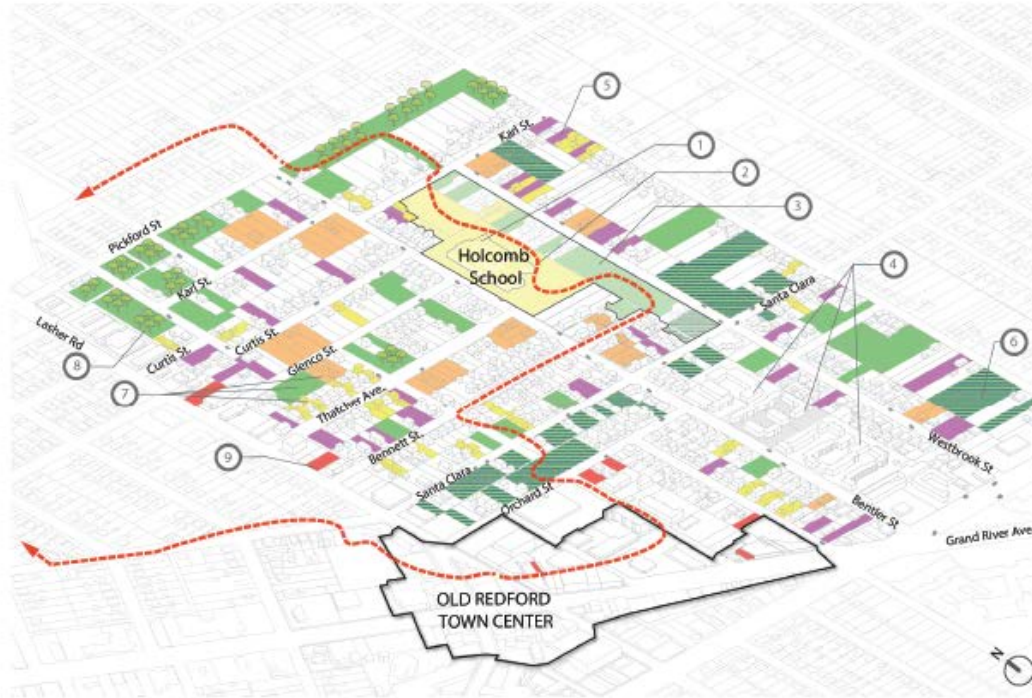 5
Karl St.
1
2
3
Pickford St
Holcomb
School
4
Santa Clara
Karl St.
Lasher Rd
Curtis St.
Curtis St.
Glenco St.
8
6
7
Thatcher Ave.
Bennett St.
Westbrook St
9
Santa Clara
Orchard St
Bentler St
Grand River Ave
OLD REDFORD
TOWN CENTER
N